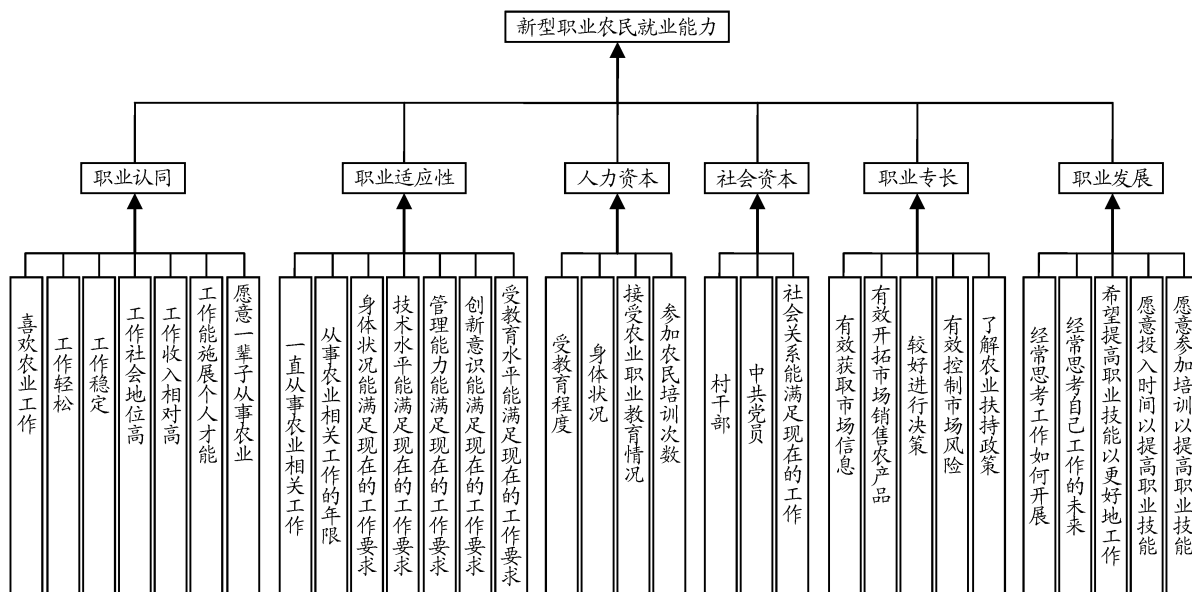 新型职业农民就业能力
职业认同
职业适应性
人力资本
社会资本
职业专长
职业发展
喜欢农业工作
工作轻松
工作稳定
工作社会地位高
工作收入相对高
工作能施展个人才能
愿意一辈子从事农业
一直从事农业相关工作
从事农业相关工作的年限
身体状况能满足现在的工作要求
技术水平能满足现在的工作要求
管理能力能满足现在的工作要求
创新意识能满足现在的工作要求
受教育水平能满足现在的工作要求
受教育程度
身体状况
接受农业职业教育情况
参加农民培训次数
村干部
中共党员
社会关系能满足现在的工作
有效获取市场信息
有效开拓市场销售农产品
较好进行决策
有效控制市场风险
了解农业扶持政策
经常思考工作如何开展
经常思考自己工作的未来
希望提高职业技能以更好地工作
愿意投入时间以提高职业技能
愿意参加培训以提高职业技能